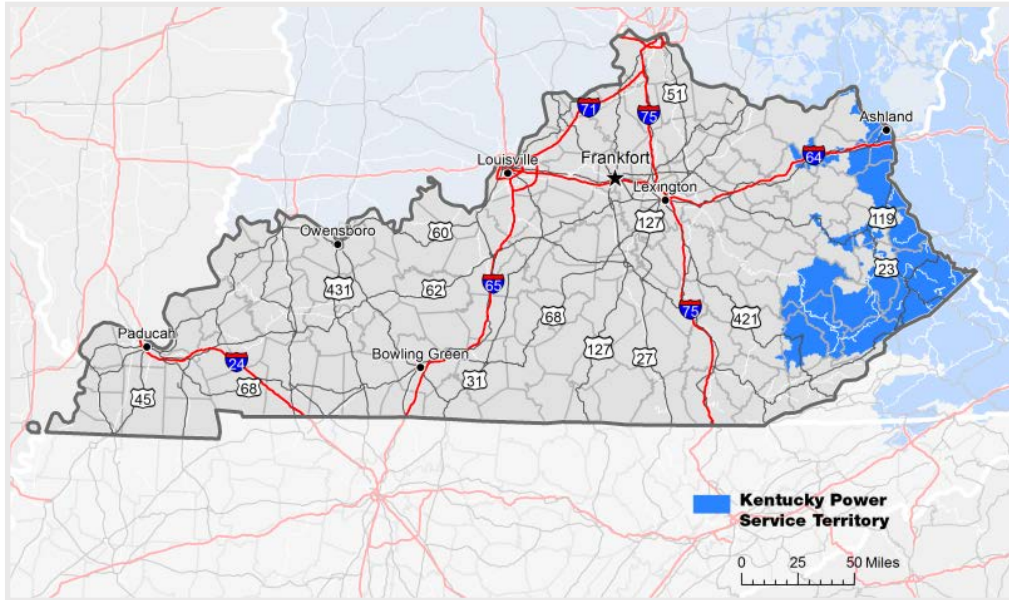 51
Ashland
71
75
64
Louisville
Frankfort
Lexington
119
127
60
Owensboro
23
65
431
62
75
68
421
Paducah
127
27
Bowling Green
24
31
68
45
Kentucky Power
Service Territory
0 25 50 Miles